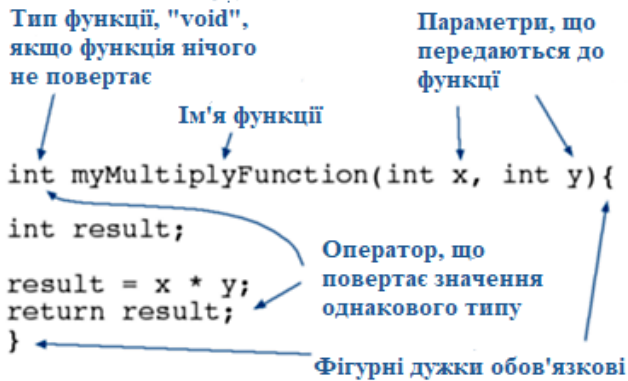 Тип функції, "void",
якщо функція нічого
не повертає
Параметри, що
передаються до
функцї
Ім'я функції
int myMultiplyFunction(int x, int y){
int result;
Оператор, що
повертає значення
однакового типу
result = x * y;
return result;
}
Фігурні дужки обов'язкові